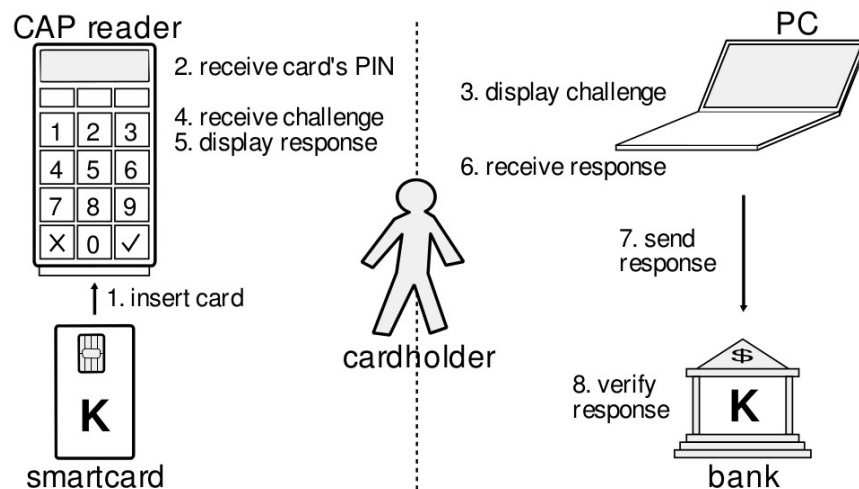 CAP reader
PC
2. receive card's PIN
3. display challenge
4. receive challenge
5. display response
6. receive response
1 2 3
4 5 6
7 8 9
X 0 ✓
7. send
response
1. insert card
cardholder
8. verify
response
$
K
K
smartcard
bank